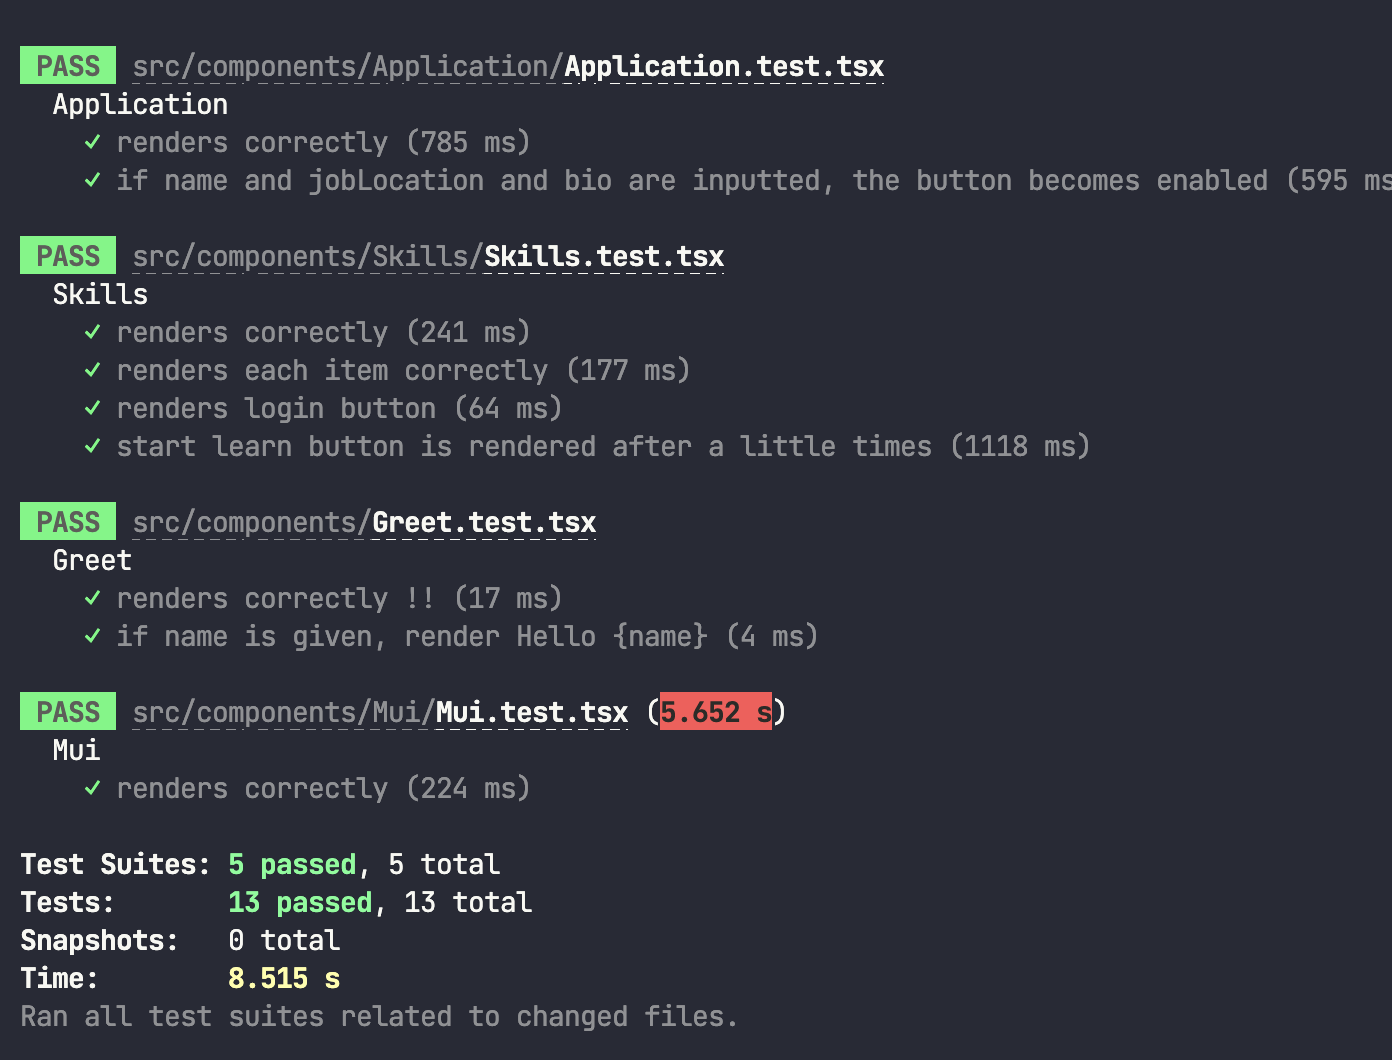 PASS src/components/Application/Application.test.tsx
Application
✓ renders correctly (785 ms)
✓ if name and jobLocation and bio are inputted, the button becomes enabled (595 ms
PASS src/components/Skills/Skills.test.tsx
Skills
✓ renders correctly (241 ms)
✓ renders each item correctly (177 ms)
✓ renders login button (64 ms)
✓ start learn button is rendered after a little times (1118 ms)
PASS src/components/Greet.test.tsx
Greet
✓ renders correctly !! (17 ms)
✓ if name is given, render Hello {name} (4 ms)
PASS src/components/Mui/Mui.test.tsx (5.652 s)
Mui
✓ renders correctly (224 ms)
Test Suites: 5 passed, 5 total
Tests: 13 passed, 13 total
Snapshots: 0 total
Time: 8.515 s
Ran all test suites related to changed files.